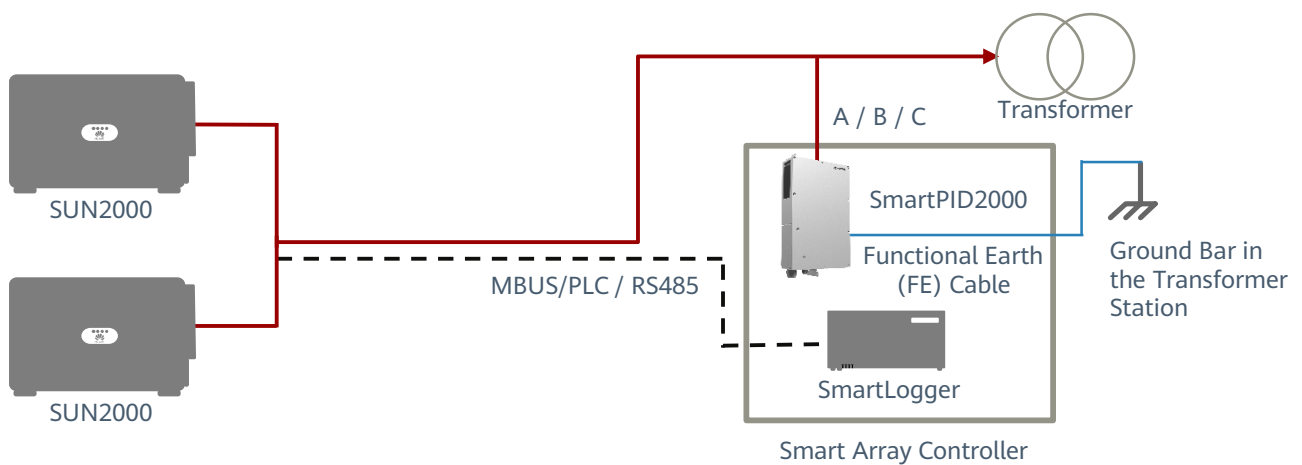 Transformer
A / B / C
SUN2000
SmartPID2000
Functional Earth
(FE) Cable
Ground Bar in
the Transformer
Station
MBUS/PLC / RS485
SmartLogger
SUN2000
Smart Array Controller